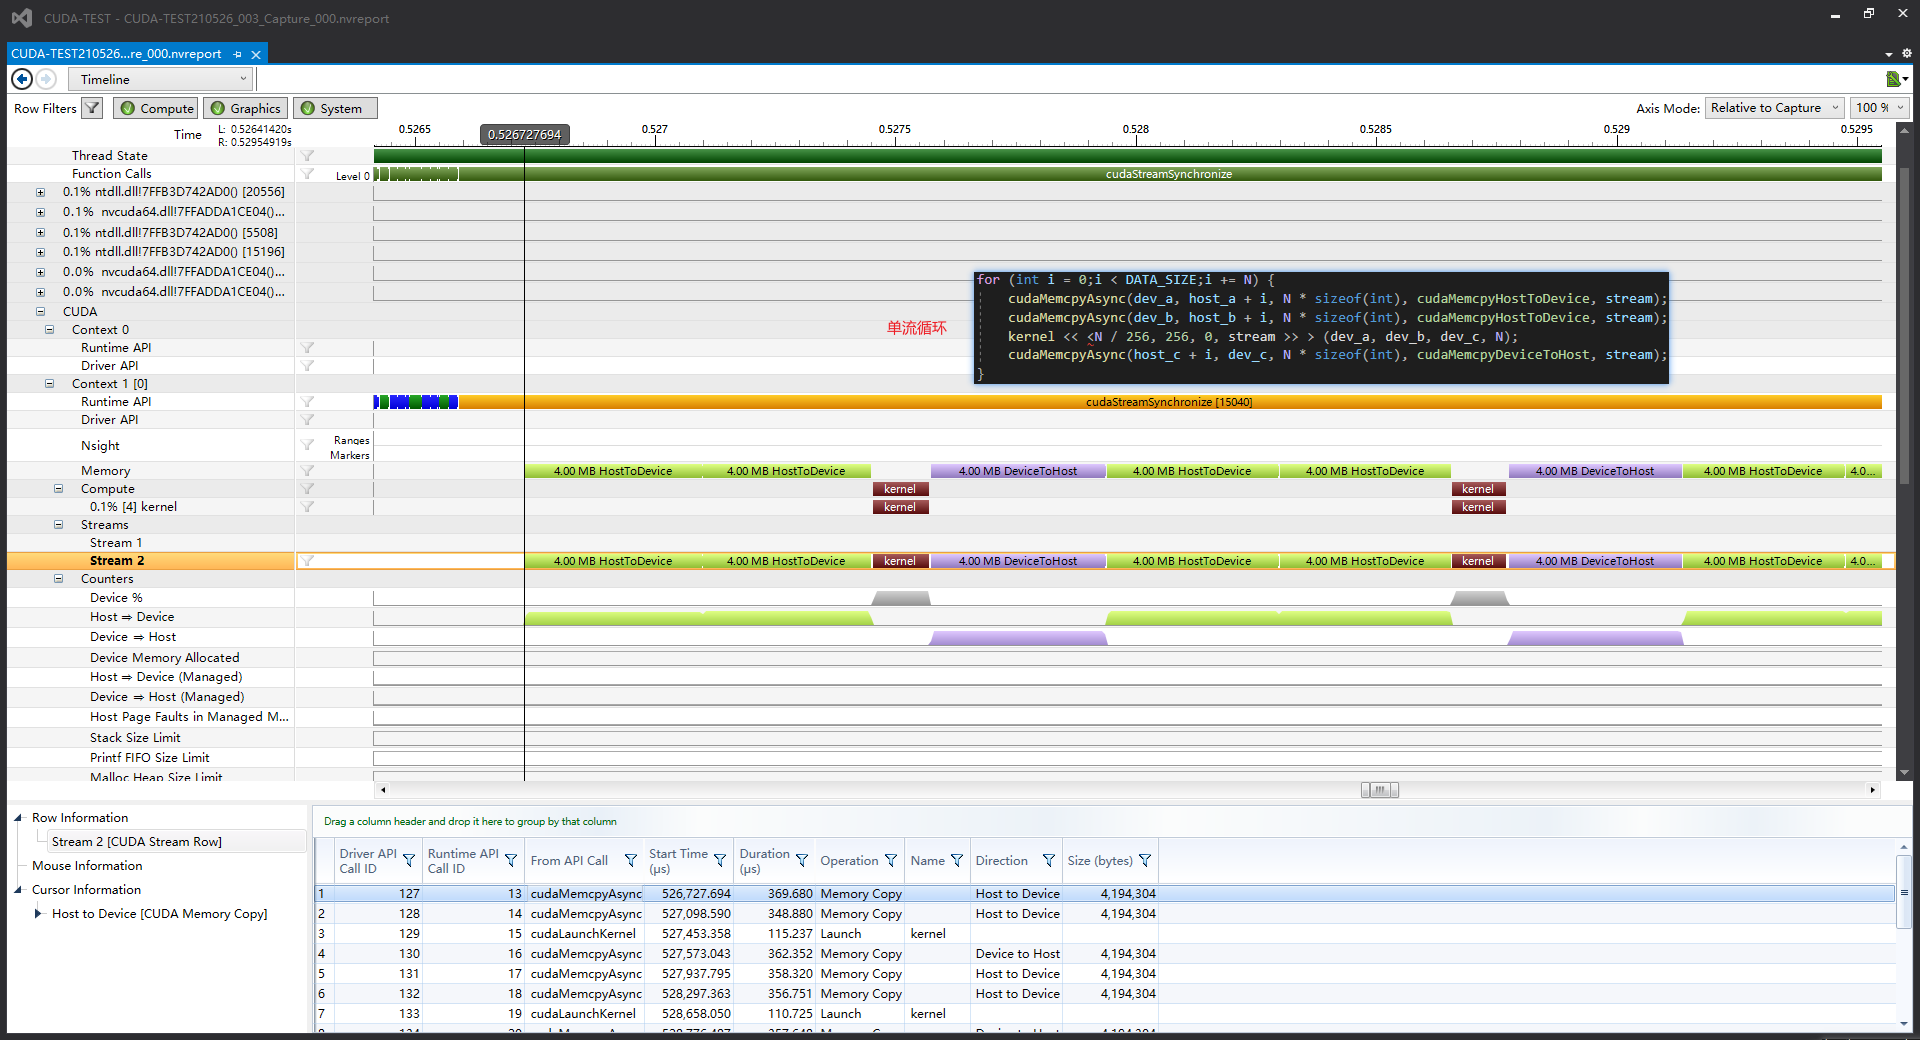 CUDA-TEST - CUDA-TEST210526_003_Capture_000.nvreport
CUDA-TEST210526...re_000.nvreport
Timeline
Row Filters Compute Graphics System Axis Mode: Relative to Capture 100 %
Time L: 0.52641420s
R: 0.52954919s
0.5265 0.526727694 0.527 0.5275 0.528 0.5285 0.529 0.5295
Thread State
Function Calls Level 0 cudaStreamSynchronize
0.1% ntdll.dll!7FFB3D742AD0() [20556]
0.1% nvcuda64.dll!7FFADDA1CE04()...
0.1% ntdll.dll!7FFB3D742AD0() [5508]
0.1% ntdll.dll!7FFB3D742AD0() [15196]
0.0% nvcuda64.dll!7FFADDA1CE04()...
0.0% nvcuda64.dll!7FFADDA1CE04()...
单流循环
for (int i = 0;i < DATA_SIZE;i += N) {
cudaMemcpyAsync(dev_a, host_a + i, N * sizeof(int), cudaMemcpyHostToDevice, stream);
cudaMemcpyAsync(dev_b, host_b + i, N * sizeof(int), cudaMemcpyHostToDevice, stream);
kernel << <N / 256, 256, 0, stream >> > (dev_a, dev_b, dev_c, N);
cudaMemcpyAsync(host_c + i, dev_c, N * sizeof(int), cudaMemcpyDeviceToHost, stream);
}
CUDA
Context 0
Runtime API
Driver API
Context 1 [0]
Runtime API cudaStreamSynchronize [15040]
Driver API
Nsight Ranges
Markers
Memory 4.00 MB HostToDevice 4.00 MB HostToDevice 4.00 MB DeviceToHost 4.00 MB HostToDevice 4.00 MB HostToDevice 4.00 MB DeviceToHost 4.00 MB HostToDevice 4.0...
Compute kernel kernel
0.1% [4] kernel kernel kernel
Streams
Stream 1
Stream 2 4.00 MB HostToDevice 4.00 MB HostToDevice kernel 4.00 MB DeviceToHost 4.00 MB HostToDevice 4.00 MB HostToDevice kernel 4.00 MB DeviceToHost 4.00 MB HostToDevice 4.0...
Counters
Device %
Host ⇒ Device
Device ⇒ Host
Device Memory Allocated
Host ⇒ Device (Managed)
Device ⇒ Host (Managed)
Host Page Faults in Managed M...
Stack Size Limit
Printf FIFO Size Limit
Malloc Heap Size Limit
Row Information
Stream 2 [CUDA Stream Row]
Mouse Information
Cursor Information
Host to Device [CUDA Memory Copy]
Drag a column header and drop it here to group by that column
Driver API Call ID Runtime API Call ID From API Call Start Time (μs) Duration (μs) Operation Name Direction Size (bytes)
1 127 13 cudaMemcpyAsync 526,727.694 369.680 Memory Copy Host to Device 4,194,304
2 128 14 cudaMemcpyAsync 527,098.590 348.880 Memory Copy Host to Device 4,194,304
3 129 15 cudaLaunchKernel 527,453.358 115.237 Launch kernel
4 130 16 cudaMemcpyAsync 527,573.043 362.352 Memory Copy Device to Host 4,194,304
5 131 17 cudaMemcpyAsync 527,937.795 358.320 Memory Copy Host to Device 4,194,304
6 132 18 cudaMemcpyAsync 528,297.363 356.751 Memory Copy Host to Device 4,194,304
7 133 19 cudaLaunchKernel 528,658.050 110.725 Launch kernel